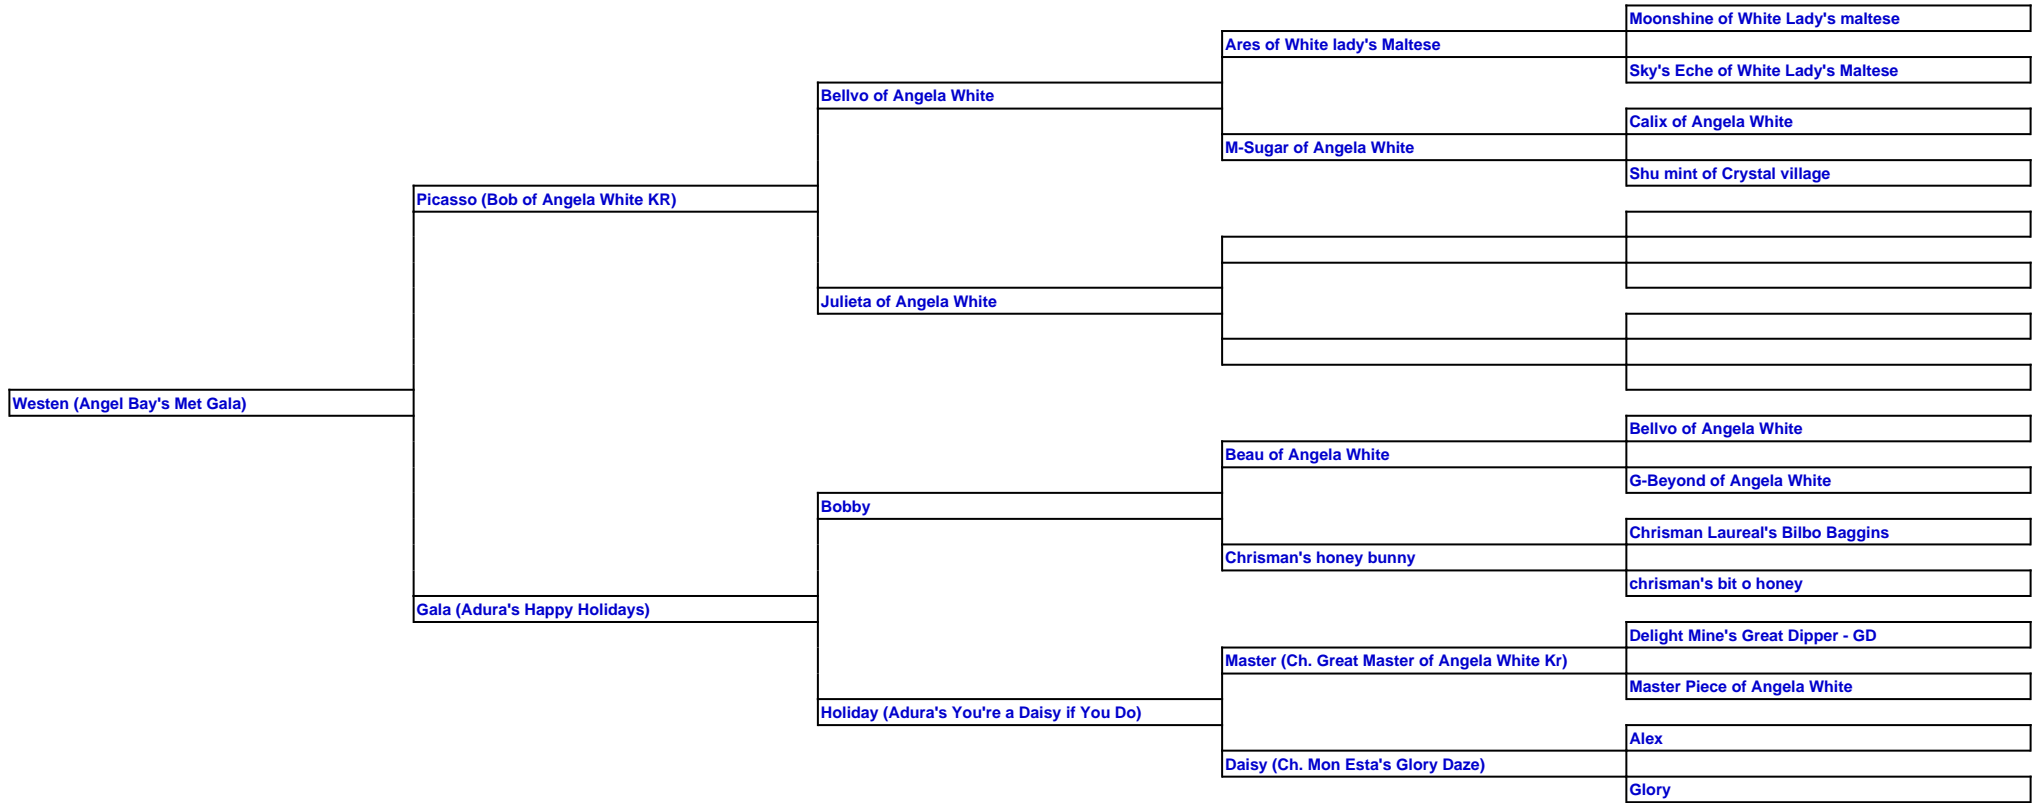 Moonshine of White Lady's maltese
Ares of White lady's Maltese
Sky's Eche of White Lady's Maltese
Bellvo of Angela White
Calix of Angela White
M-Sugar of Angela White
Shu mint of Crystal village
Picasso (Bob of Angela White KR)
Julieta of Angela White
Westen (Angel Bay's Met Gala)
Bellvo of Angela White
Beau of Angela White
G-Beyond of Angela White
Bobby
Chrisman Laureal's Bilbo Baggins
Chrisman's honey bunny
chrisman's bit o honey
Gala (Adura's Happy Holidays)
Delight Mine's Great Dipper - GD
Master (Ch. Great Master of Angela White Kr)
Master Piece of Angela White
Holiday (Adura's You're a Daisy if You Do)
Alex
Daisy (Ch. Mon Esta's Glory Daze)
Glory